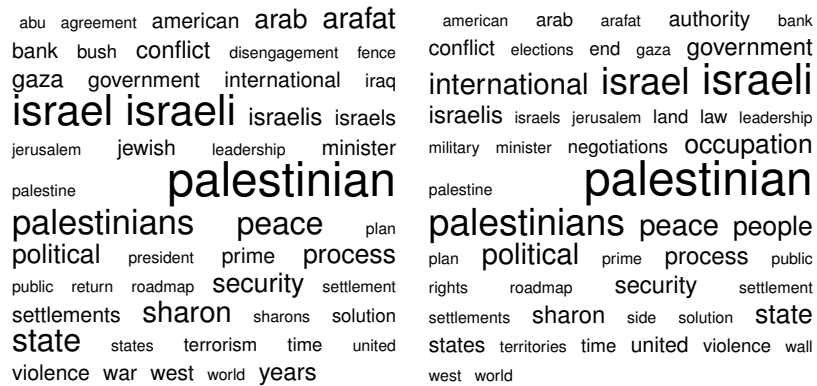 abu agreement american arab arafat
bank bush conflict disengagement fence
gaza government international iraq
israel israeli israelis israels
jerusalem jewish leadership minister
palestine palestinian
palestinians peace plan
political president prime process
public return roadmap security settlement
settlements sharon sharons solution
state states terrorism time united
violence war west world years
american arab arafat authority bank
conflict elections end gaza government
international israel israeli
israelis israels jerusalem land law leadership
military minister negotiations occupation
palestine palestinian
palestinians peace people
plan political prime process public
rights roadmap security settlement
settlements sharon side solution state
states territories time united violence wall
west world